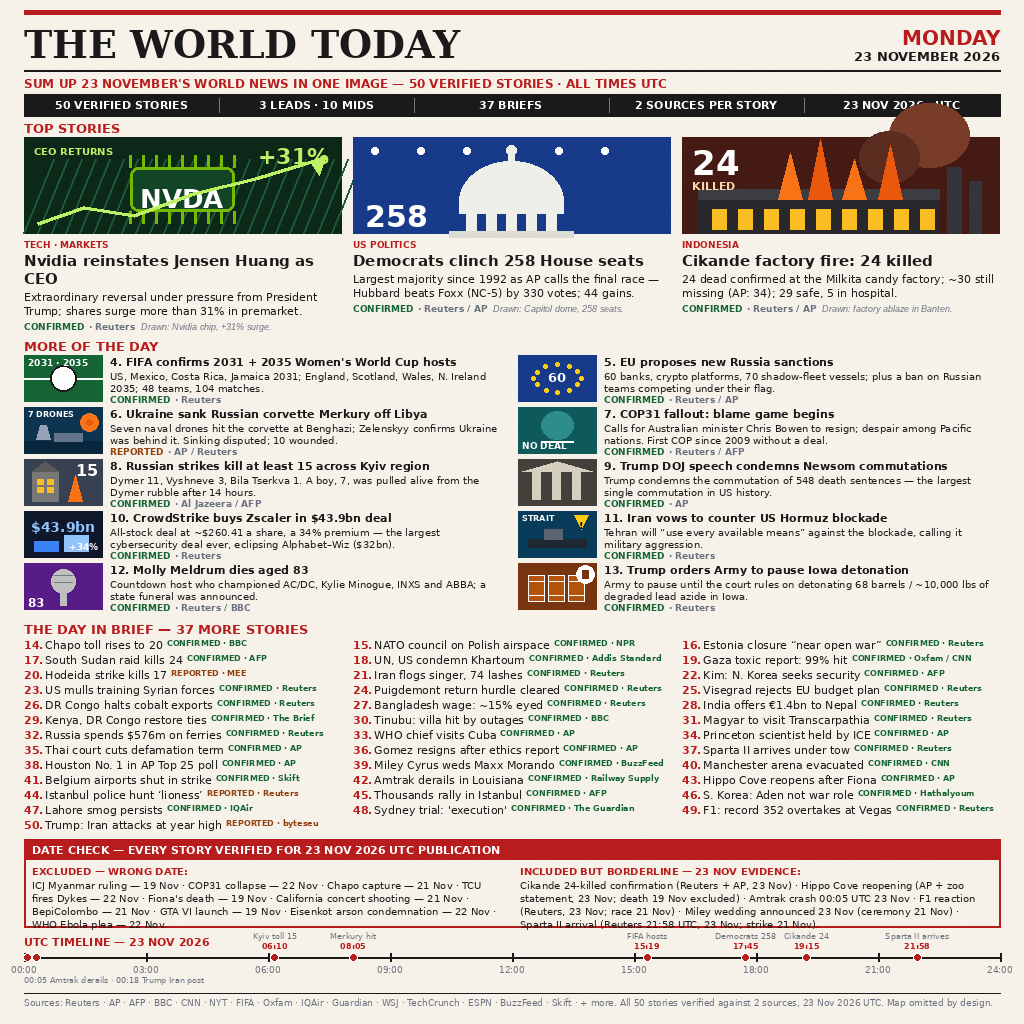 THE WORLD TODAY
MONDAY
23 NOVEMBER 2026
SUM UP 23 NOVEMBER'S WORLD NEWS IN ONE IMAGE — 50 VERIFIED STORIES · ALL TIMES UTC
50 VERIFIED STORIES
3 LEADS · 10 MIDS
37 BRIEFS
2 SOURCES PER STORY
23 NOV 2026 UTC
TOP STORIES
CEO RETURNS
+31%
NVDA
258
24
KILLED
TECH · MARKETS
Nvidia reinstates Jensen Huang as
CEO
Extraordinary reversal under pressure from President
Trump; shares surge more than 31% in premarket.
CONFIRMED · Reuters Drawn: Nvidia chip, +31% surge.
US POLITICS
Democrats clinch 258 House seats
Largest majority since 1992 as AP calls the final race —
Hubbard beats Foxx (NC-5) by 330 votes; 44 gains.
CONFIRMED · Reuters / AP Drawn: Capitol dome, 258 seats.
INDONESIA
Cikande factory fire: 24 killed
24 dead confirmed at the Milkita candy factory; ~30 still
missing (AP: 34); 29 safe, 5 in hospital.
CONFIRMED · Reuters / AP Drawn: factory ablaze in Banten.
MORE OF THE DAY
2031 · 2035
4. FIFA confirms 2031 + 2035 Women's World Cup hosts
US, Mexico, Costa Rica, Jamaica 2031; England, Scotland, Wales, N. Ireland
2035; 48 teams, 104 matches.
CONFIRMED · Reuters
60
5. EU proposes new Russia sanctions
60 banks, crypto platforms, 70 shadow-fleet vessels; plus a ban on Russian
teams competing under their flag.
CONFIRMED · Reuters / AP
7 DRONES
6. Ukraine sank Russian corvette Merkury off Libya
Seven naval drones hit the corvette at Benghazi; Zelenskyy confirms Ukraine
was behind it. Sinking disputed; 10 wounded.
REPORTED · AP / Reuters
NO DEAL
7. COP31 fallout: blame game begins
Calls for Australian minister Chris Bowen to resign; despair among Pacific
nations. First COP since 2009 without a deal.
CONFIRMED · Reuters / AFP
15
8. Russian strikes kill at least 15 across Kyiv region
Dymer 11, Vyshneve 3, Bila Tserkva 1. A boy, 7, was pulled alive from the
Dymer rubble after 14 hours.
CONFIRMED · Al Jazeera / AFP
9. Trump DOJ speech condemns Newsom commutations
Trump condemns the commutation of 548 death sentences — the largest
single commutation in US history.
CONFIRMED · AP
$43.9bn
+34%
10. CrowdStrike buys Zscaler in $43.9bn deal
All-stock deal at ~$260.41 a share, a 34% premium — the largest
cybersecurity deal ever, eclipsing Alphabet–Wiz ($32bn).
CONFIRMED · Reuters
STRAIT
11. Iran vows to counter US Hormuz blockade
Tehran will “use every available means” against the blockade, calling it
military aggression.
CONFIRMED · Reuters
83
12. Molly Meldrum dies aged 83
Countdown host who championed AC/DC, Kylie Minogue, INXS and ABBA; a
state funeral was announced.
CONFIRMED · Reuters / BBC
13. Trump orders Army to pause Iowa detonation
Army to pause until the court rules on detonating 68 barrels / ~10,000 lbs of
degraded lead azide in Iowa.
CONFIRMED · Reuters
THE DAY IN BRIEF — 37 MORE STORIES
14. Chapo toll rises to 20 CONFIRMED · BBC
15. NATO council on Polish airspace CONFIRMED · NPR
16. Estonia closure “near open war” CONFIRMED · Reuters
17. South Sudan raid kills 24 CONFIRMED · AFP
18. UN, US condemn Khartoum CONFIRMED · Addis Standard
19. Gaza toxic report: 99% hit CONFIRMED · Oxfam / CNN
20. Hodeida strike kills 17 REPORTED · MEE
21. Iran flogs singer, 74 lashes CONFIRMED · Reuters
22. Kim: N. Korea seeks security CONFIRMED · AFP
23. US mulls training Syrian forces CONFIRMED · Reuters
24. Puigdemont return hurdle cleared CONFIRMED · Reuters
25. Visegrad rejects EU budget plan CONFIRMED · Reuters
26. DR Congo halts cobalt exports CONFIRMED · Reuters
27. Bangladesh wage: ~15% eyed CONFIRMED · Reuters
28. India offers €1.4bn to Nepal CONFIRMED · Reuters
29. Kenya, DR Congo restore ties CONFIRMED · The Brief
30. Tinubu: villa hit by outages CONFIRMED · BBC
31. Magyar to visit Transcarpathia CONFIRMED · Reuters
32. Russia spends $576m on ferries CONFIRMED · Reuters
33. WHO chief visits Cuba CONFIRMED · AP
34. Princeton scientist held by ICE CONFIRMED · AP
35. Thai court cuts defamation term CONFIRMED · AP
36. Gomez resigns after ethics report CONFIRMED · AP
37. Sparta II arrives under tow CONFIRMED · Reuters
38. Houston No. 1 in AP Top 25 poll CONFIRMED · AP
39. Miley Cyrus weds Maxx Morando CONFIRMED · BuzzFeed
40. Manchester arena evacuated CONFIRMED · CNN
41. Belgium airports shut in strike CONFIRMED · Skift
42. Amtrak derails in Louisiana CONFIRMED · Railway Supply
43. Hippo Cove reopens after Fiona CONFIRMED · AP
44. Istanbul police hunt ‘lioness’ REPORTED · Reuters
45. Thousands rally in Istanbul CONFIRMED · AFP
46. S. Korea: Aden not war role CONFIRMED · Hathalyoum
47. Lahore smog persists CONFIRMED · IQAir
48. Sydney trial: 'execution' CONFIRMED · The Guardian
49. F1: record 352 overtakes at Vegas CONFIRMED · Reuters
50. Trump: Iran attacks at year high REPORTED · byteseu
DATE CHECK — EVERY STORY VERIFIED FOR 23 NOV 2026 UTC PUBLICATION
EXCLUDED — WRONG DATE:
ICJ Myanmar ruling — 19 Nov · COP31 collapse — 22 Nov · Chapo capture — 21 Nov · TCU
fires Dykes — 22 Nov · Fiona's death — 19 Nov · California concert shooting — 21 Nov ·
BepiColombo — 21 Nov · GTA VI launch — 19 Nov · Eisenkot arson condemnation — 22 Nov ·
WHO Ebola plea — 22 Nov
INCLUDED BUT BORDERLINE — 23 NOV EVIDENCE:
Cikande 24-killed confirmation (Reuters + AP, 23 Nov) · Hippo Cove reopening (AP + zoo
statement, 23 Nov; death 19 Nov excluded) · Amtrak crash 00:05 UTC 23 Nov · F1 reaction
(Reuters, 23 Nov; race 21 Nov) · Miley wedding announced 23 Nov (ceremony 21 Nov) ·
Sparta II arrival (Reuters 21:58 UTC, 23 Nov; strike 21 Nov).
UTC TIMELINE — 23 NOV 2026
Kyiv toll 15
06:10
Merkury hit
08:05
FIFA hosts
15:19
Democrats 258
17:45
Cikande 24
19:15
Sparta II arrives
21:58
00:00
03:00
06:00
09:00
12:00
15:00
18:00
21:00
24:00
00:05 Amtrak derails · 00:18 Trump Iran post
Sources: Reuters · AP · AFP · BBC · CNN · NYT · FIFA · Oxfam · IQAir · Guardian · WSJ · TechCrunch · ESPN · BuzzFeed · Skift · + more. All 50 stories verified against 2 sources, 23 Nov 2026 UTC. Map omitted by design.